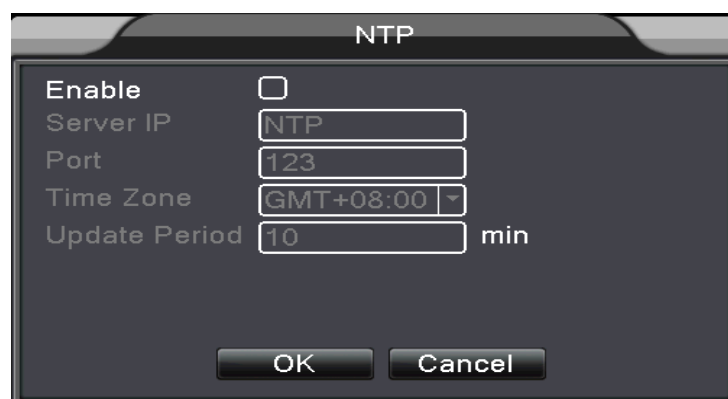 NTP
Enable
Server IP NTP
Port 123
Time Zone GMT+08:00
Update Period 10 min
OK Cancel